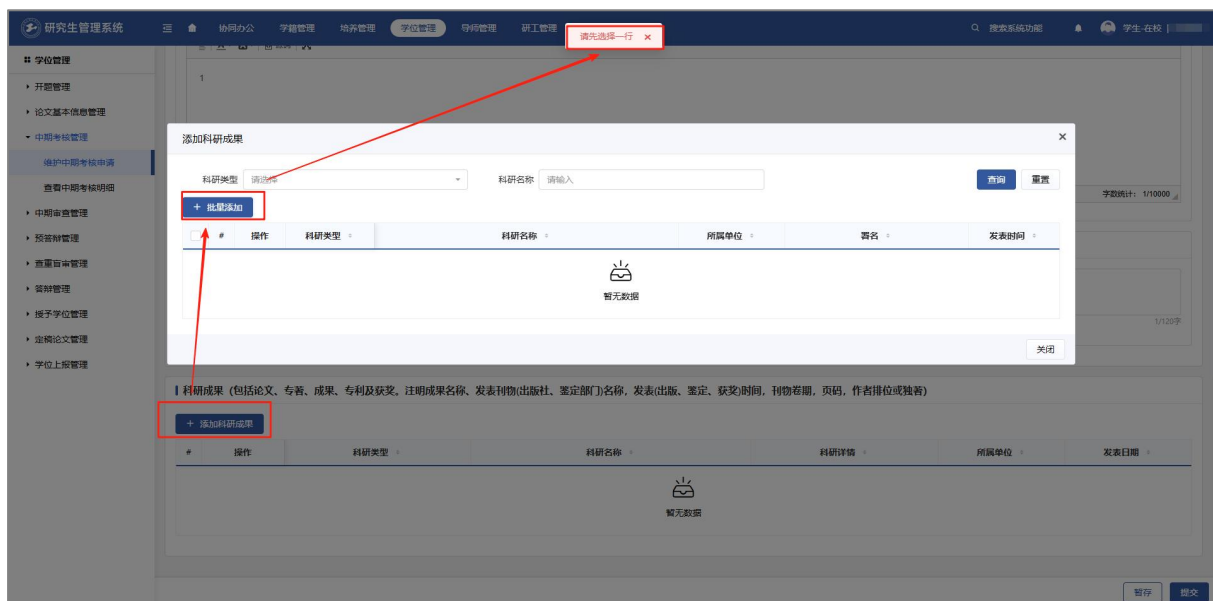 研究生管理系统
协同办公 学籍管理 培养管理 学位管理 导师管理 研工管理
请先选择一行 ×
搜索系统功能
学生-在校
学位管理
开题管理
论文基本信息管理
中期考核管理
维护中期考核申请
查看中期考核明细
中期审查管理
预答辩管理
查重盲审管理
答辩管理
授予学位管理
定稿论文管理
学位上报管理
1
字数统计：1/10000
1/120字
添加科研成果 ×
科研类型 请选择 科研名称 请输入 查询 重置
+ 批量添加
# 操作 科研类型 科研名称 所属单位 署名 发表时间
暂无数据
关闭
科研成果（包括论文、专著、成果、专利及获奖。注明成果名称、发表刊物(出版社、鉴定部门)名称，发表(出版、鉴定、获奖)时间，刊物卷期，页码，作者排位或独著）
+ 添加科研成果
# 操作 科研类型 科研名称 科研详情 所属单位 发表日期
暂无数据
暂存 提交